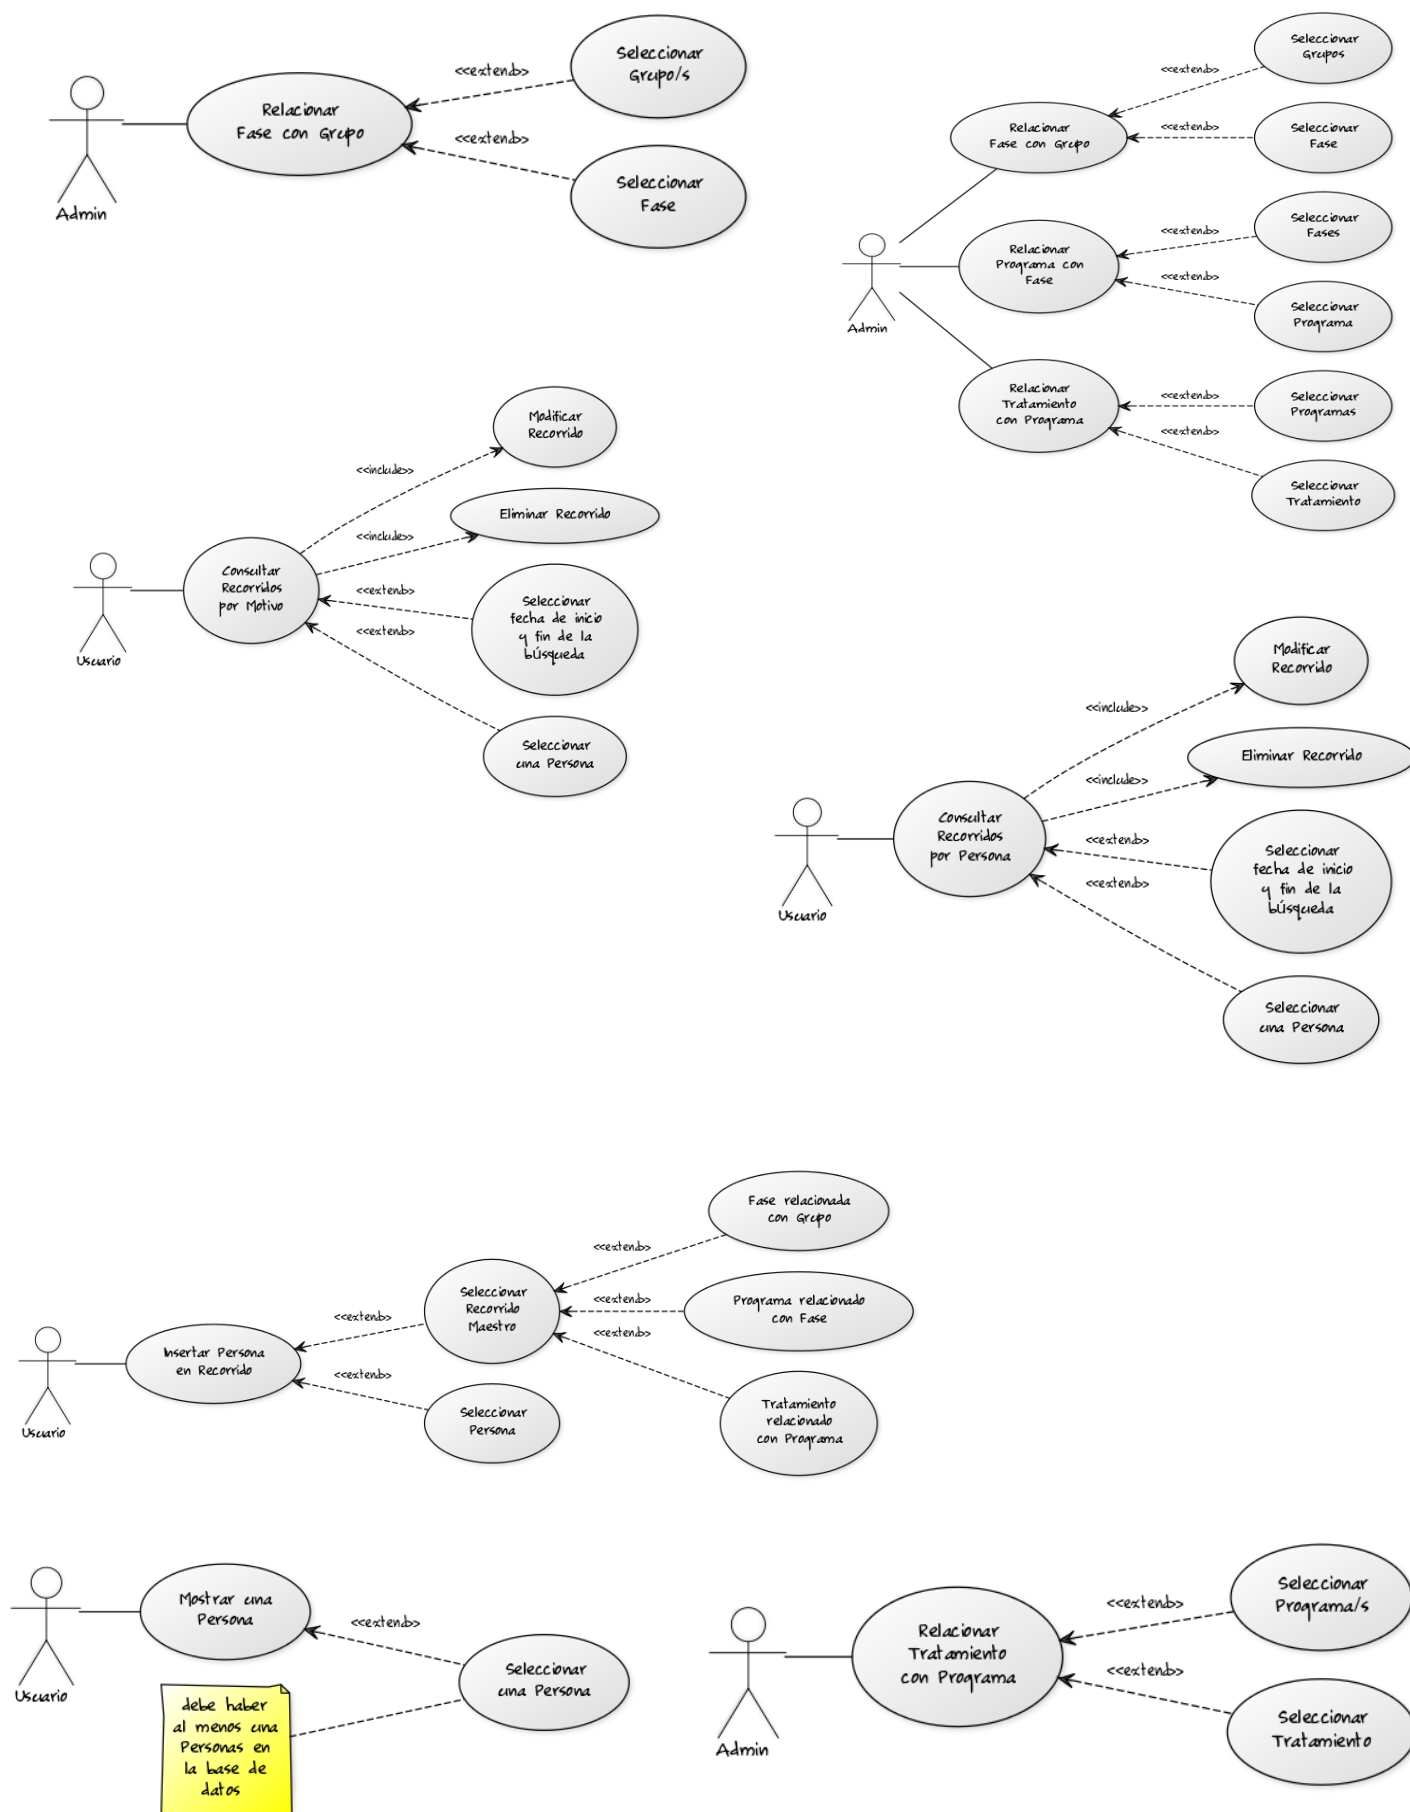 Admin
Relacionar
Fase con Grupo
<<extend>>
<<extend>>
Seleccionar
Grupo/s
Seleccionar
Fase
Admin
Relacionar
Fase con Grupo
<<extend>>
<<extend>>
Seleccionar
Grupos
Seleccionar
Fase
Relacionar
Programa con
Fase
<<extend>>
<<extend>>
Seleccionar
Fases
Seleccionar
Programa
Relacionar
Tratamiento
con Programa
<<extend>>
<<extend>>
Seleccionar
Programas
Seleccionar
Tratamiento
Usuario
Consultar
Recorridos
por Motivo
<<include>>
<<include>>
<<extend>>
<<extend>>
Modificar
Recorrido
Eliminar Recorrido
Seleccionar
fecha de inicio
y fin de la
búsqueda
Seleccionar
una Persona
Usuario
Consultar
Recorridos
por Persona
<<include>>
<<include>>
<<extend>>
<<extend>>
Modificar
Recorrido
Eliminar Recorrido
Seleccionar
fecha de inicio
y fin de la
búsqueda
Seleccionar
una Persona
Usuario
Insertar Persona
en Recorrido
<<extend>>
<<extend>>
Seleccionar
Recorrido
Maestro
Seleccionar
Persona
<<extend>>
<<extend>>
<<extend>>
Fase relacionada
con Grupo
Programa relacionado
con Fase
Tratamiento
relacionado
con Programa
Usuario
Mostrar una
Persona
<<extend>>
Seleccionar
una Persona
debe haber
al menos una
Personas en
la base de
datos
Admin
Relacionar
Tratamiento
con Programa
<<extend>>
<<extend>>
Seleccionar
Programa/s
Seleccionar
Tratamiento